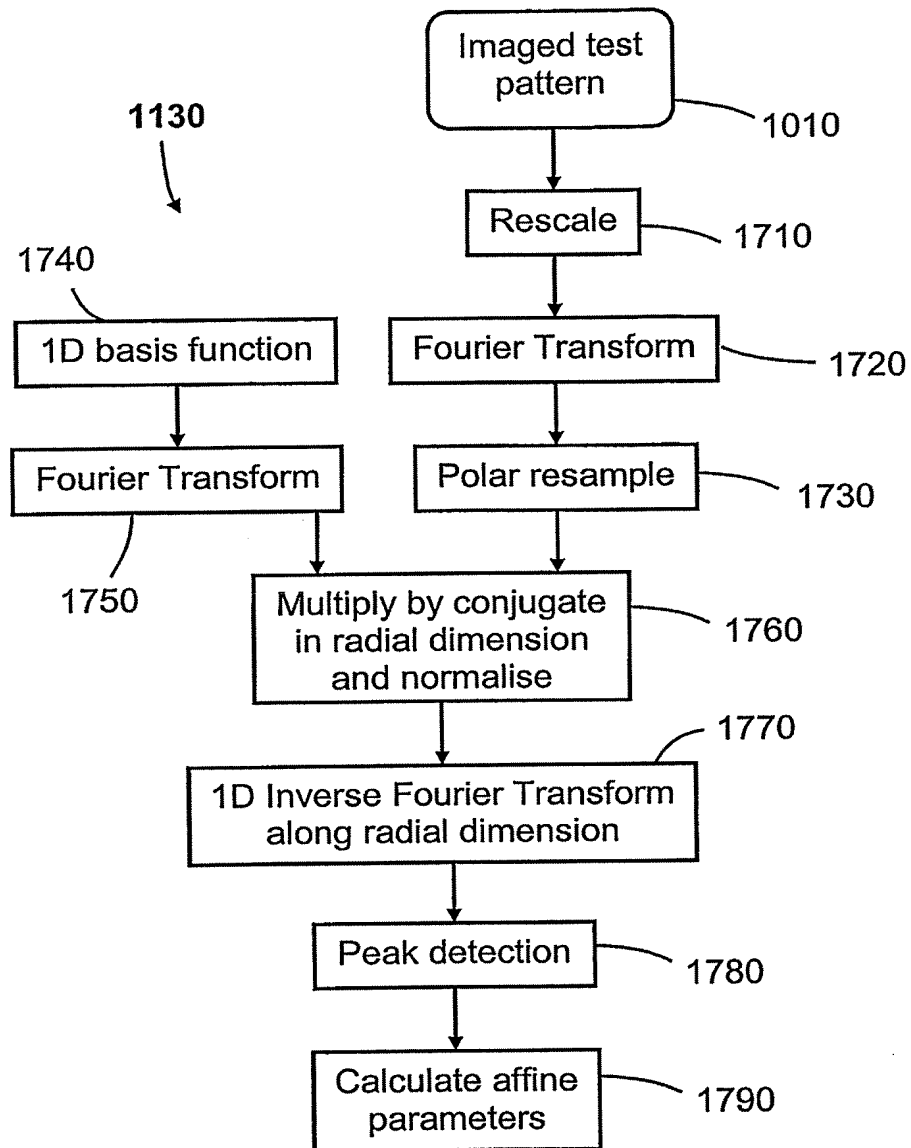 Imaged test
pattern
1130
1010
Rescale
1710
1740
1D basis function
Fourier Transform
1720
Fourier Transform
Polar resample
1730
1750
Multiply by conjugate
in radial dimension
and normalise
1760
1770
1D Inverse Fourier Transform
along radial dimension
Peak detection
1780
Calculate affine
parameters
1790